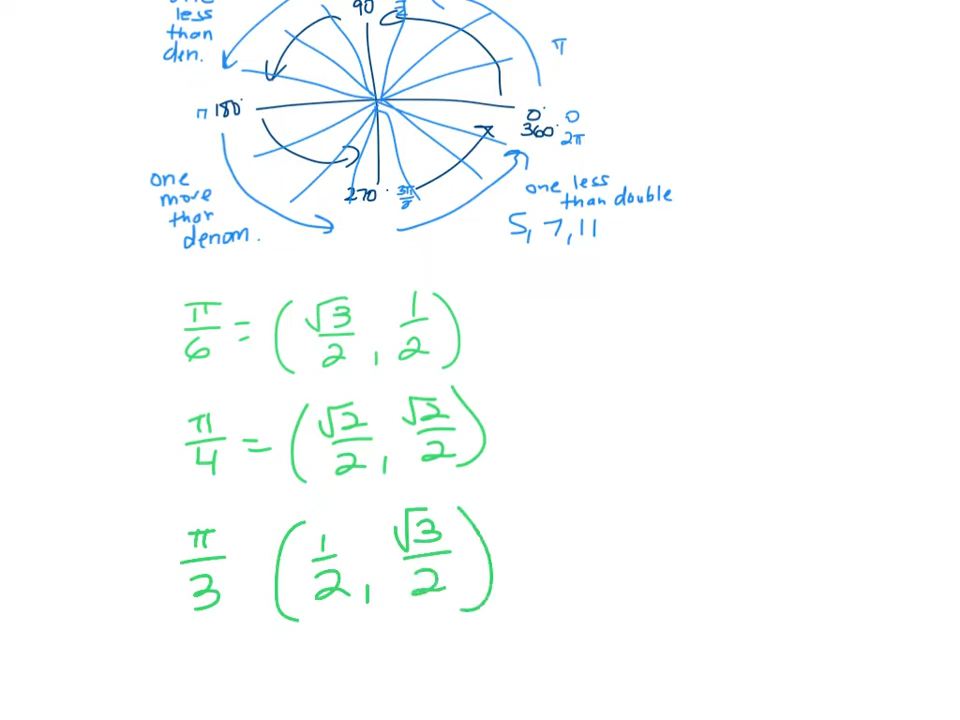 one
less
than
den.
90° π/2
π
π 180°
0° 0
360° 2π
270° 3π/2
one
more
than
denom.
one less
than double
5, 7, 11
π/6 = (√3/2, 1/2)
π/4 = (√2/2, √2/2)
π/3 (1/2, √3/2)